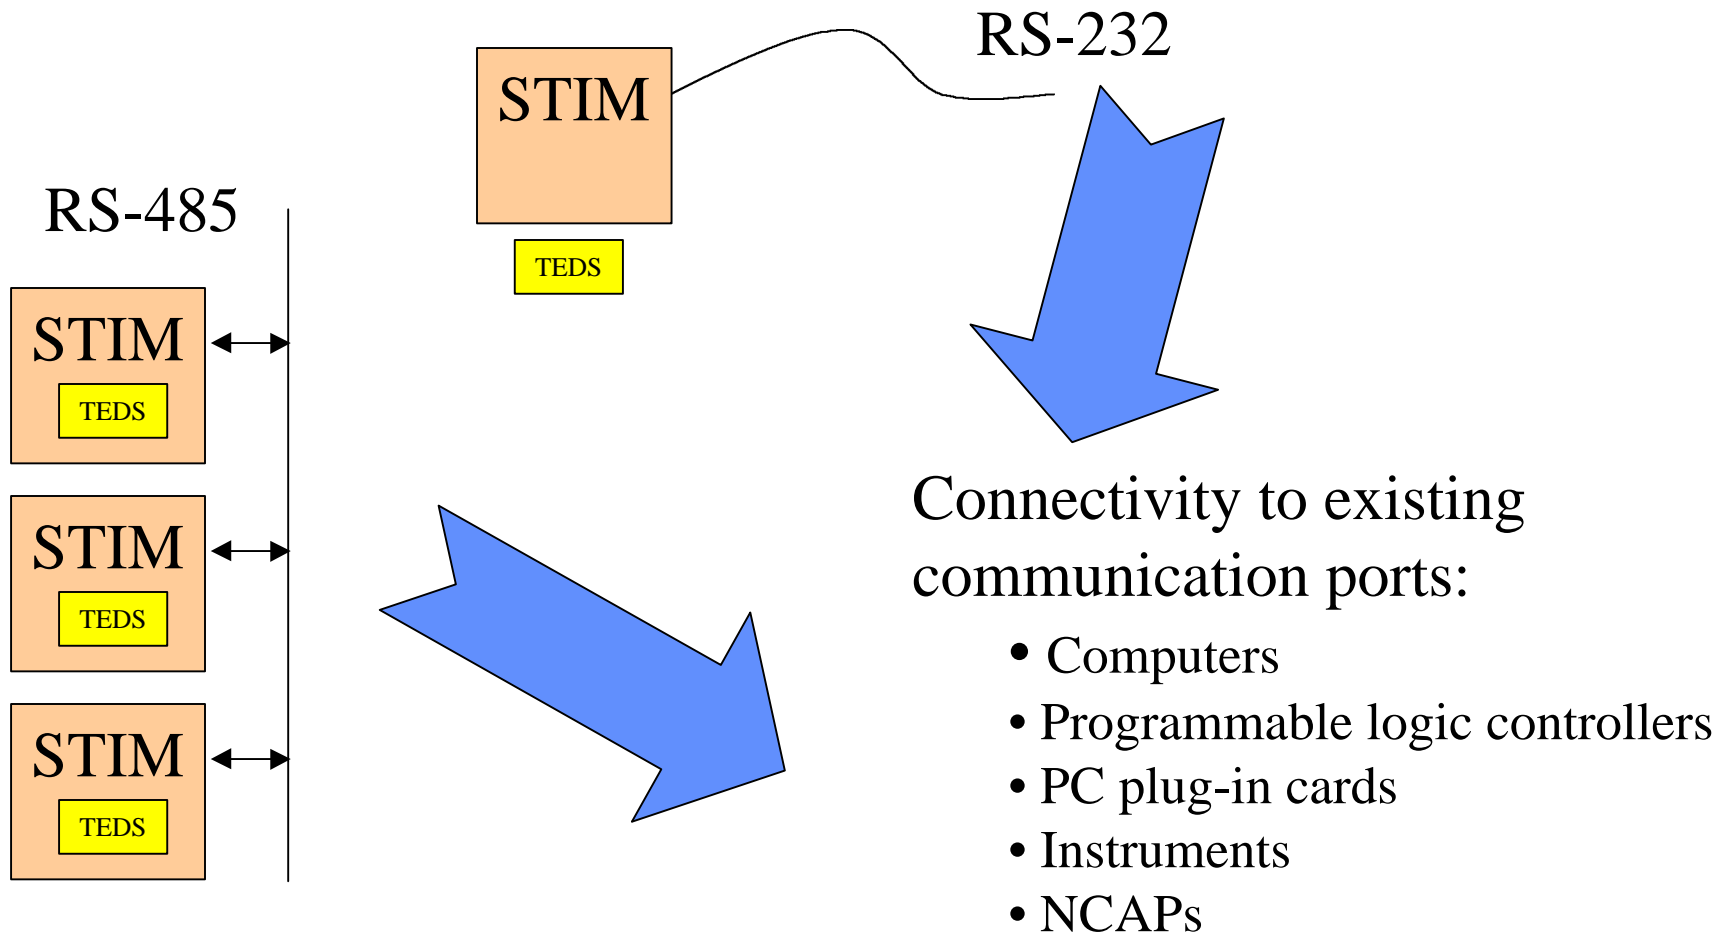 RS-232
STIM
TEDS
RS-485
STIM
TEDS
STIM
TEDS
STIM
TEDS
Connectivity to existing
communication ports:
• Computers
• Programmable logic controllers
• PC plug-in cards
• Instruments
• NCAPs